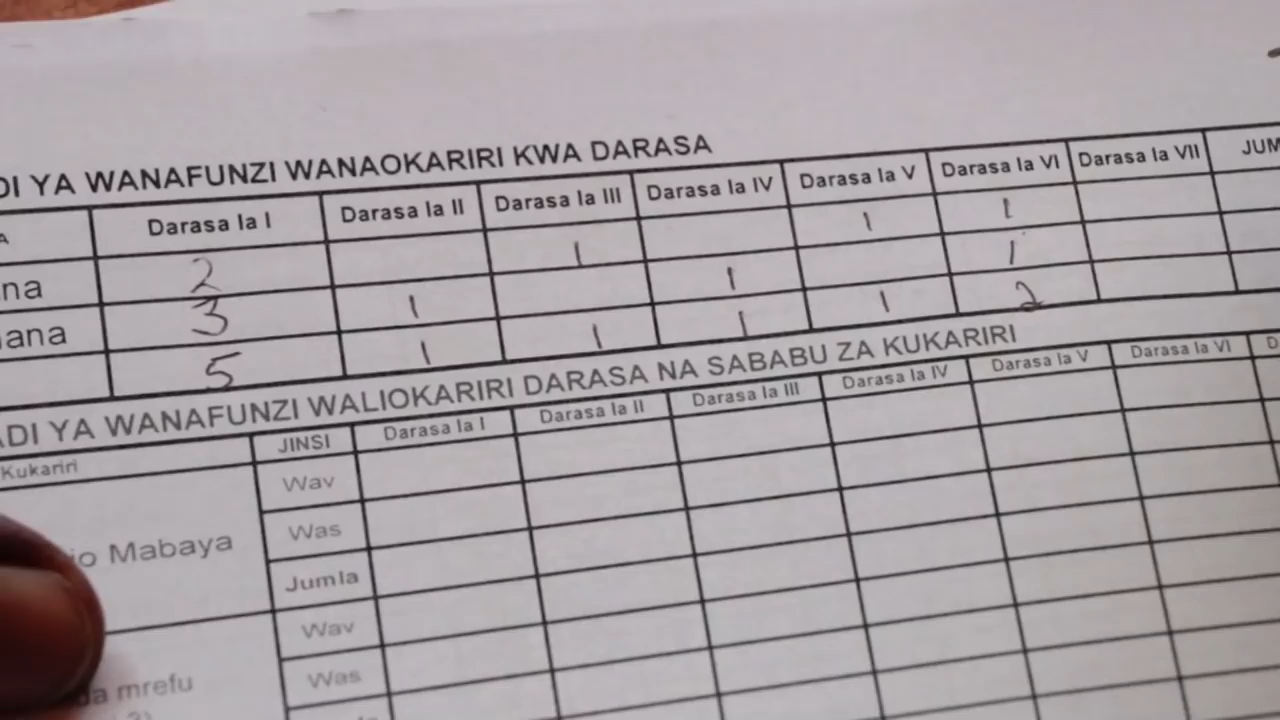 DI YA WANAFUNZI WANAOKARIRI KWA DARASA
A Darasa la I Darasa la II Darasa la III Darasa la IV Darasa la V Darasa la VI Darasa la VII JUM
na 2 1 1 1
ana 3 1 1 1
5 1 1 1 1 2
ADI YA WANAFUNZI WALIOKARIRI DARASA NA SABABU ZA KUKARIRI
Kukariri JINSI Darasa la I Darasa la II Darasa la III Darasa la IV Darasa la V Darasa la VI D
Wav
io Mabaya Was
Jumla
Wav
da mrefu Was